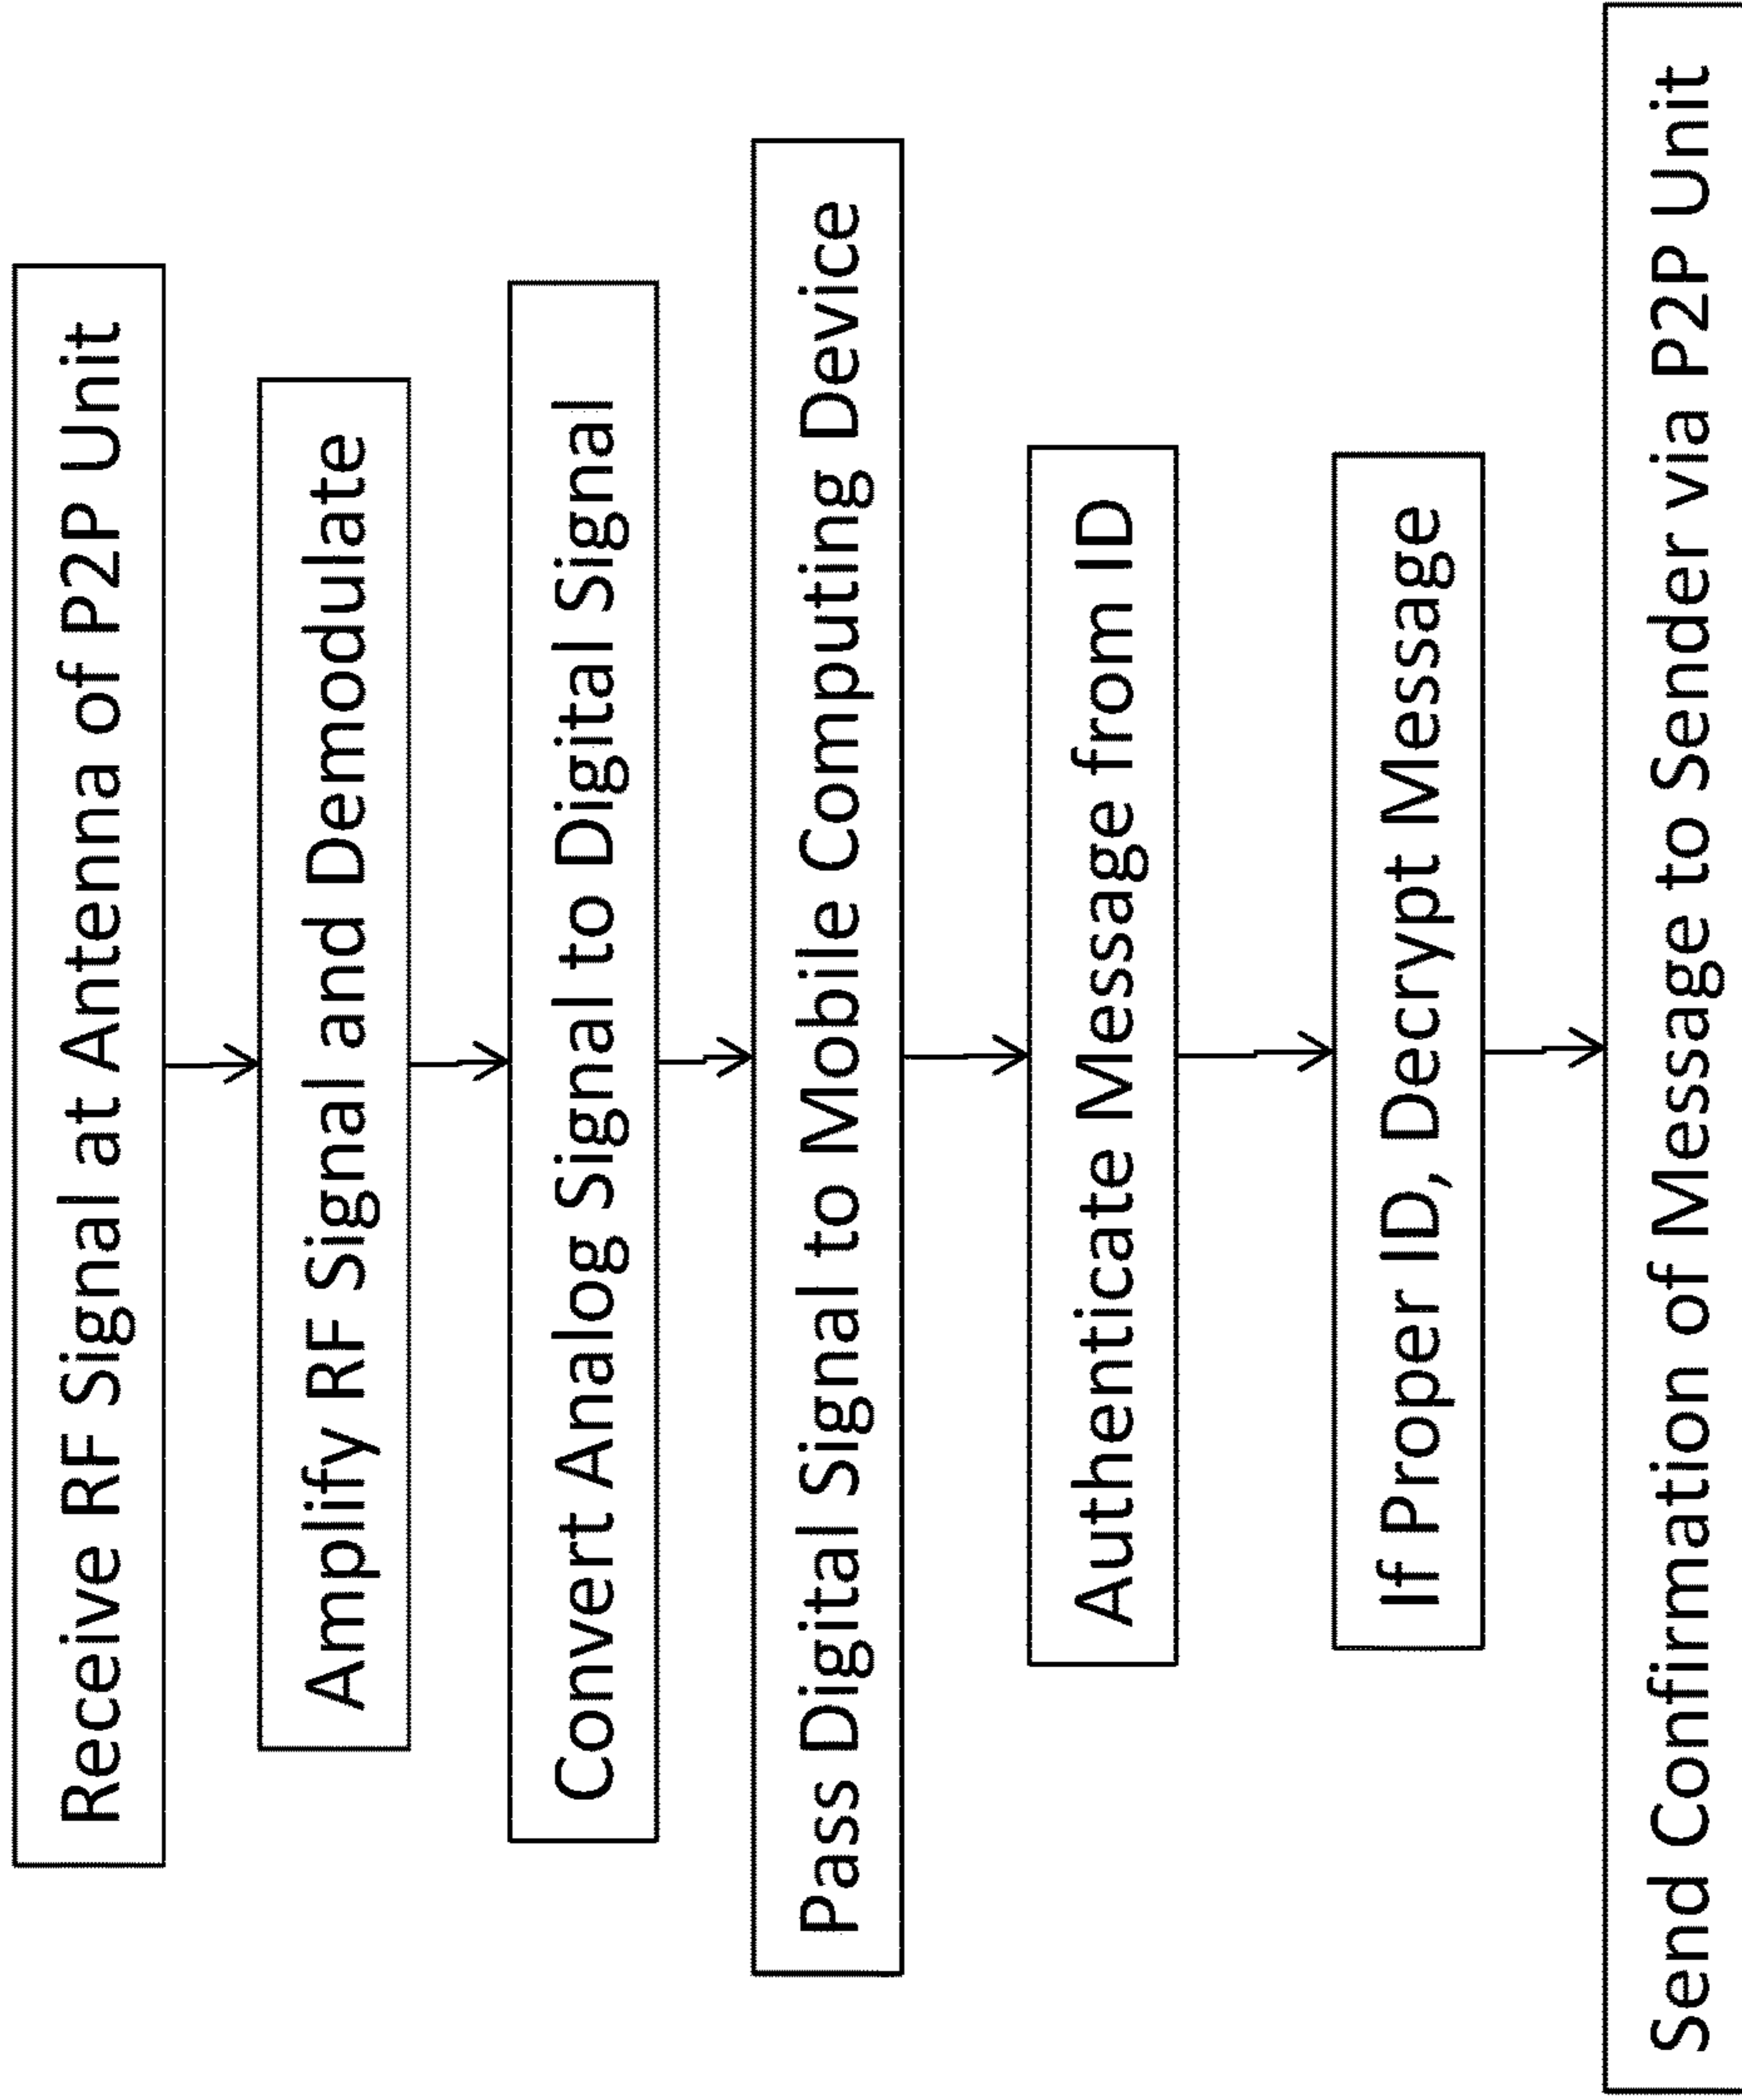 Receive RF Signal at Antenna of P2P Unit
Amplify RF Signal and Demodulate
Convert Analog Signal to Digital Signal
Pass Digital Signal to Mobile Computing Device
Authenticate Message from ID
If Proper ID, Decrypt Message
Send Confirmation of Message to Sender via P2P Unit